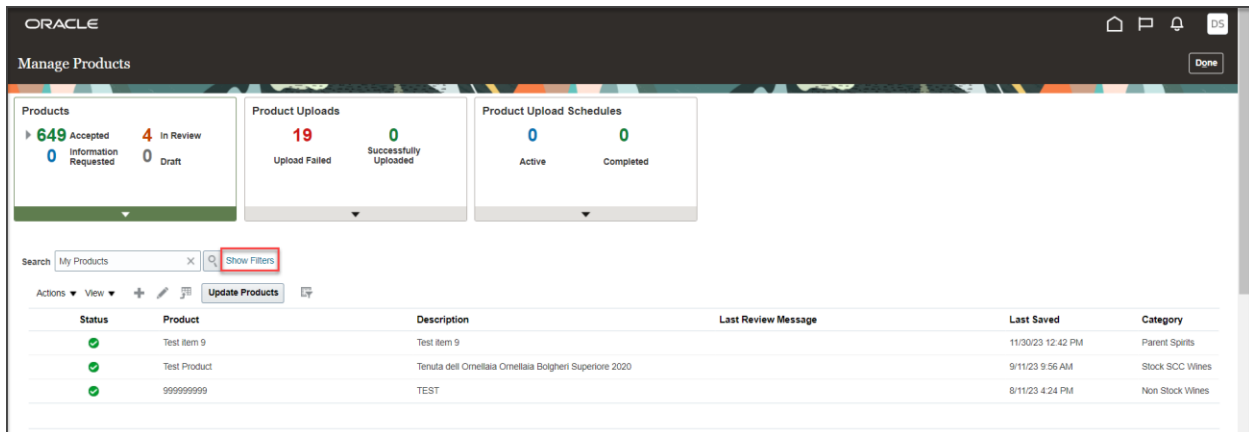 ORACLE
DS
Manage Products
Done
Products
649 Accepted
4 In Review
0 Information Requested
0 Draft
Product Uploads
19
Upload Failed
0
Successfully Uploaded
Product Upload Schedules
0
Active
0
Completed
Search My Products Show Filters
Actions View Update Products
Status Product Description Last Review Message Last Saved Category
Test item 9 Test item 9 11/30/23 12:42 PM Parent Spirits
Test Product Tenuta dell Ornellaia Ornellaia Bolgheri Superiore 2020 9/11/23 9:56 AM Stock SCC Wines
999999999 TEST 8/11/23 4:24 PM Non Stock Wines